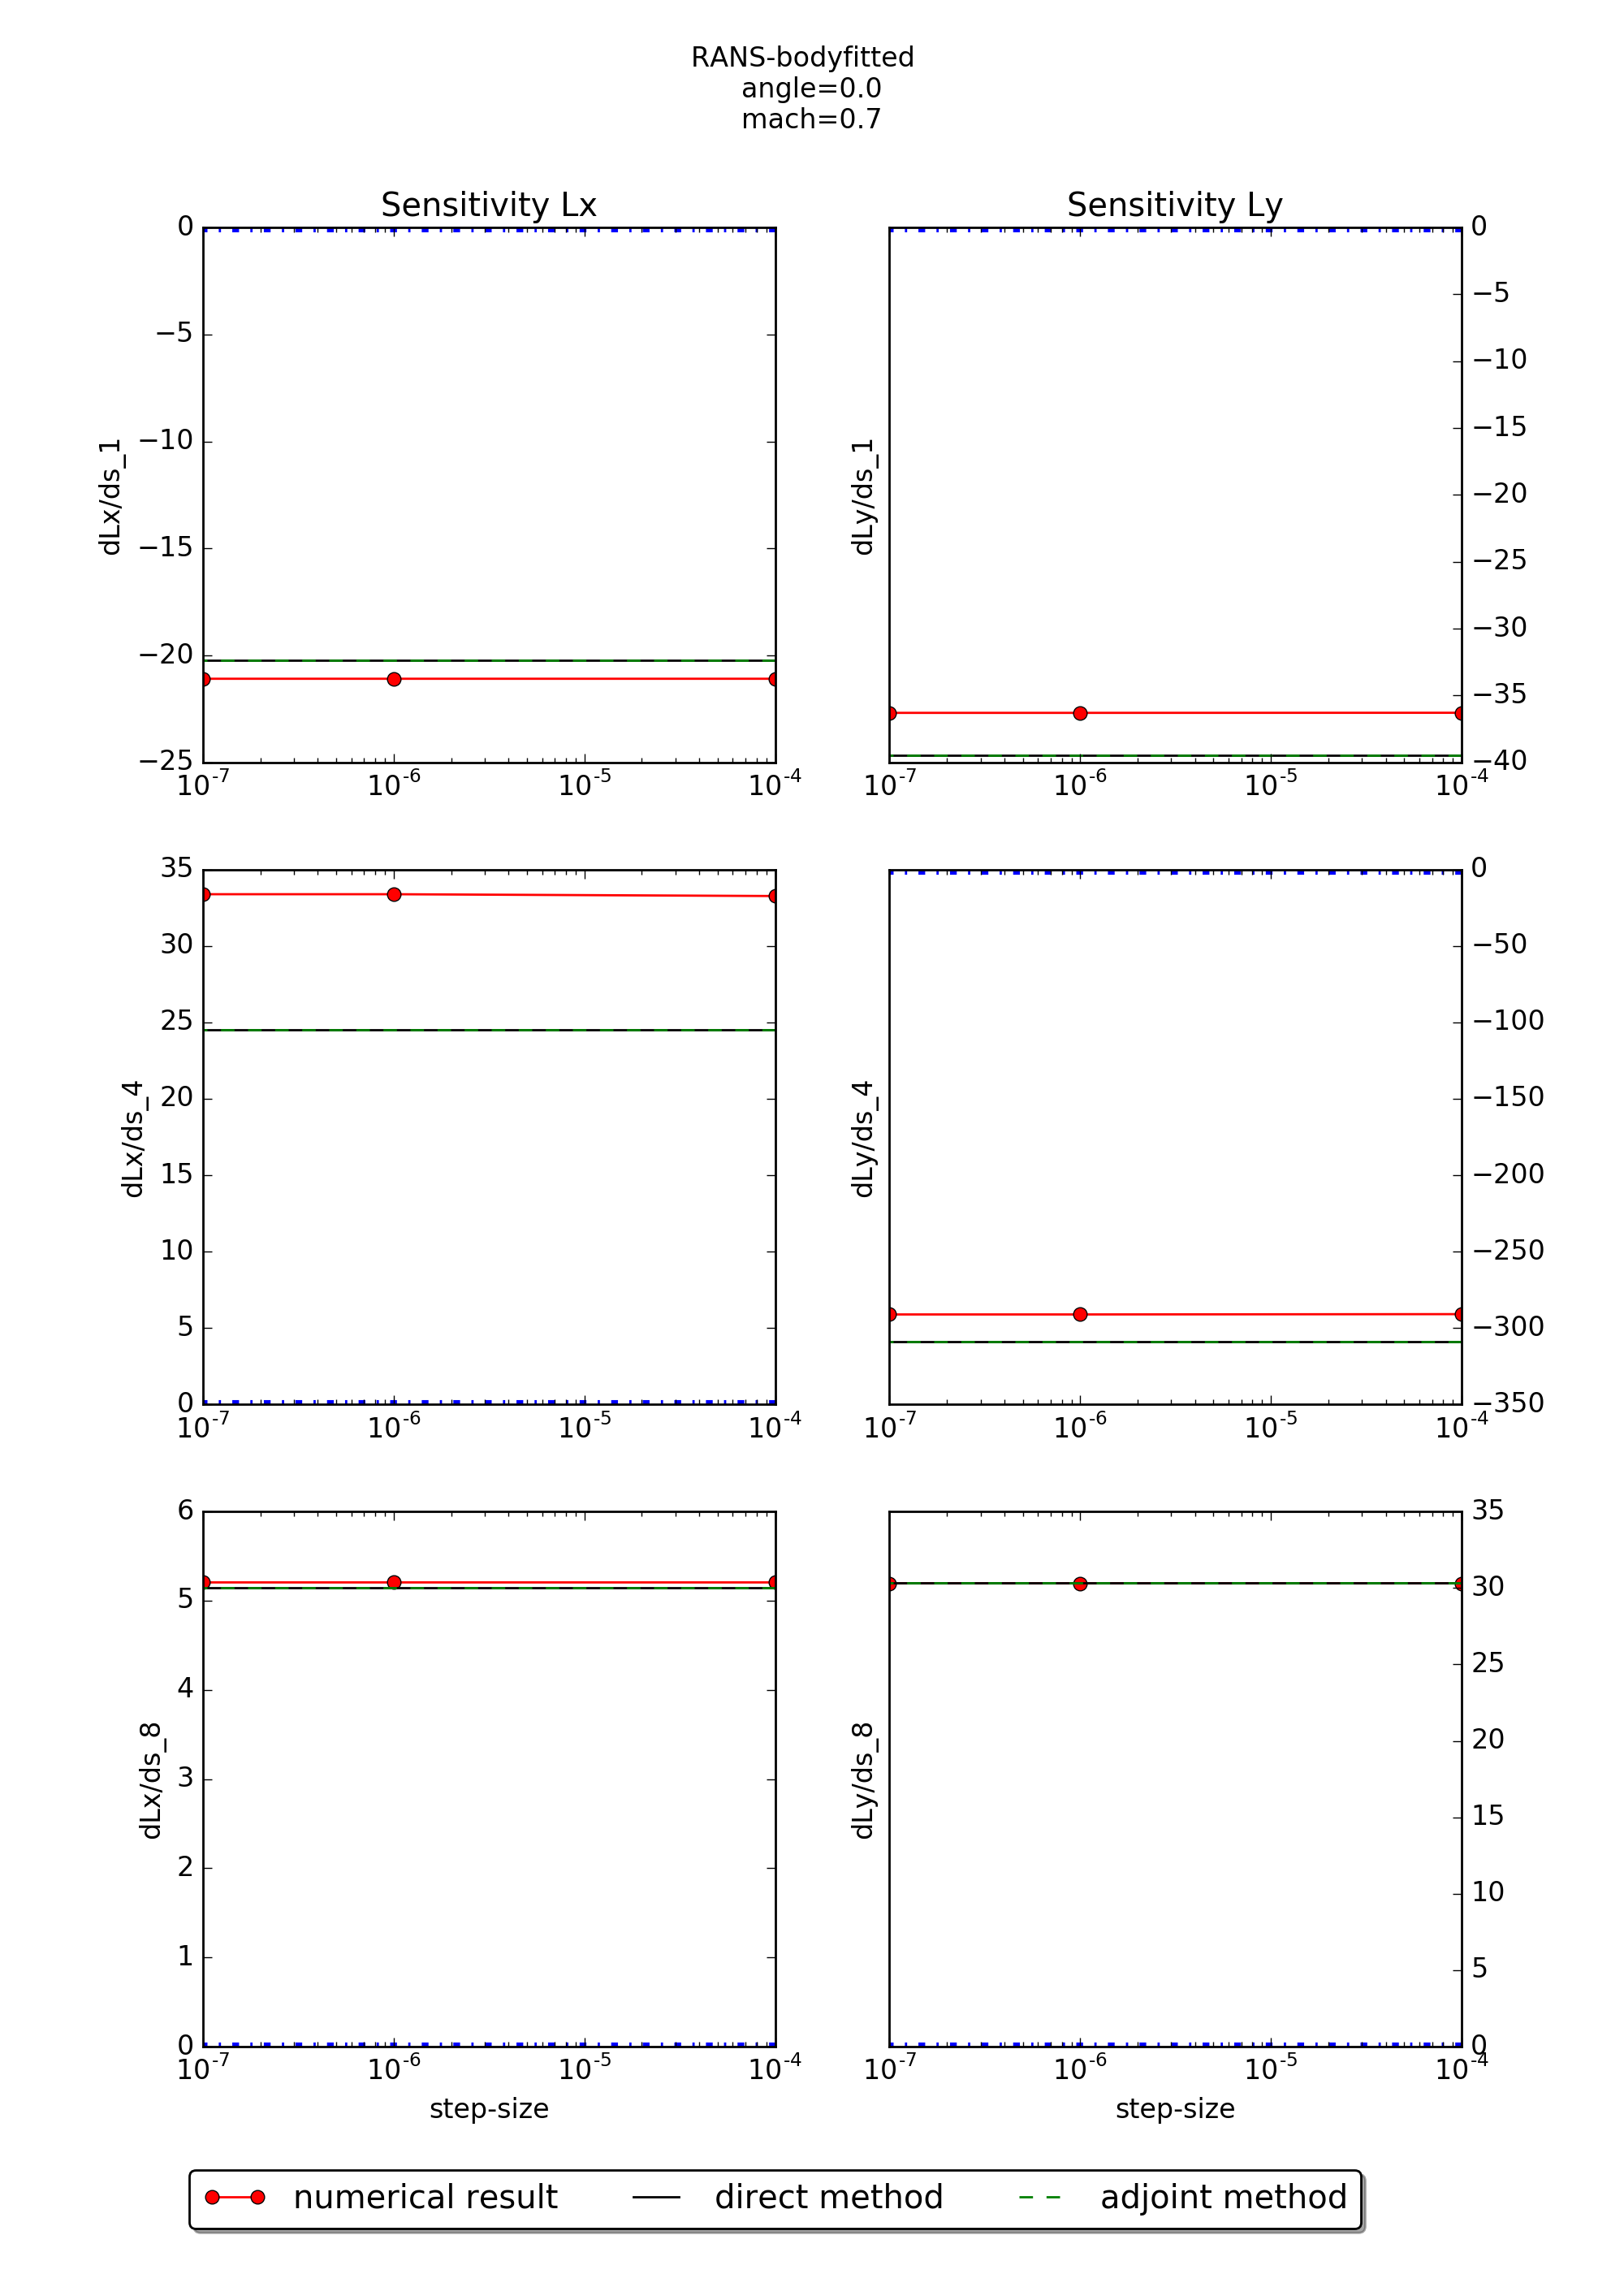 RANS-bodyfitted
angle=0.0
mach=0.7
Sensitivity Lx
0
−5
−10
−15
−20
−25
dLx/ds_1
10^-7 10^-6 10^-5 10^-4
Sensitivity Ly
0
−5
−10
−15
−20
−25
−30
−35
−40
dLy/ds_1
10^-7 10^-6 10^-5 10^-4
35
30
25
20
15
10
5
0
dLx/ds_4
10^-7 10^-6 10^-5 10^-4
0
−50
−100
−150
−200
−250
−300
−350
dLy/ds_4
10^-7 10^-6 10^-5 10^-4
6
5
4
3
2
1
0
dLx/ds_8
10^-7 10^-6 10^-5 10^-4
step-size
35
30
25
20
15
10
5
0
dLy/ds_8
10^-7 10^-6 10^-5 10^-4
step-size
numerical result direct method adjoint method